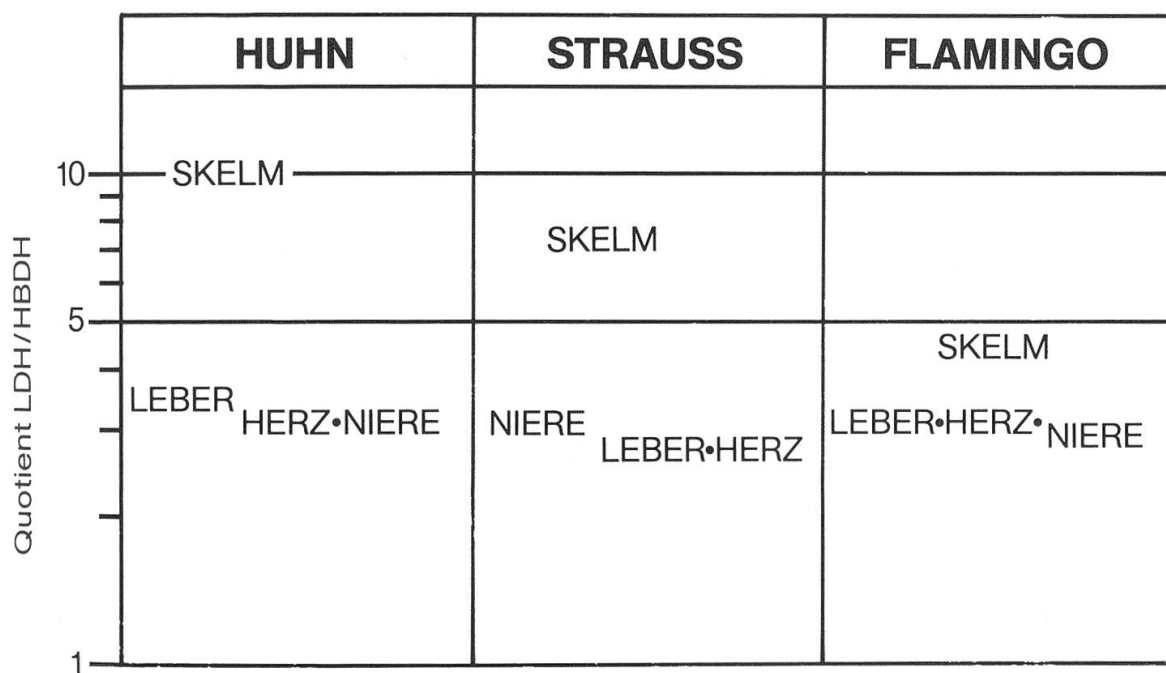 HUHN STRAUSS FLAMINGO
10 SKELM
SKELM
5
SKELM
LEBER
HERZ•NIERE NIERE LEBER•HERZ•
LEBER•HERZ NIERE
1
Quotient LDH/HBDH